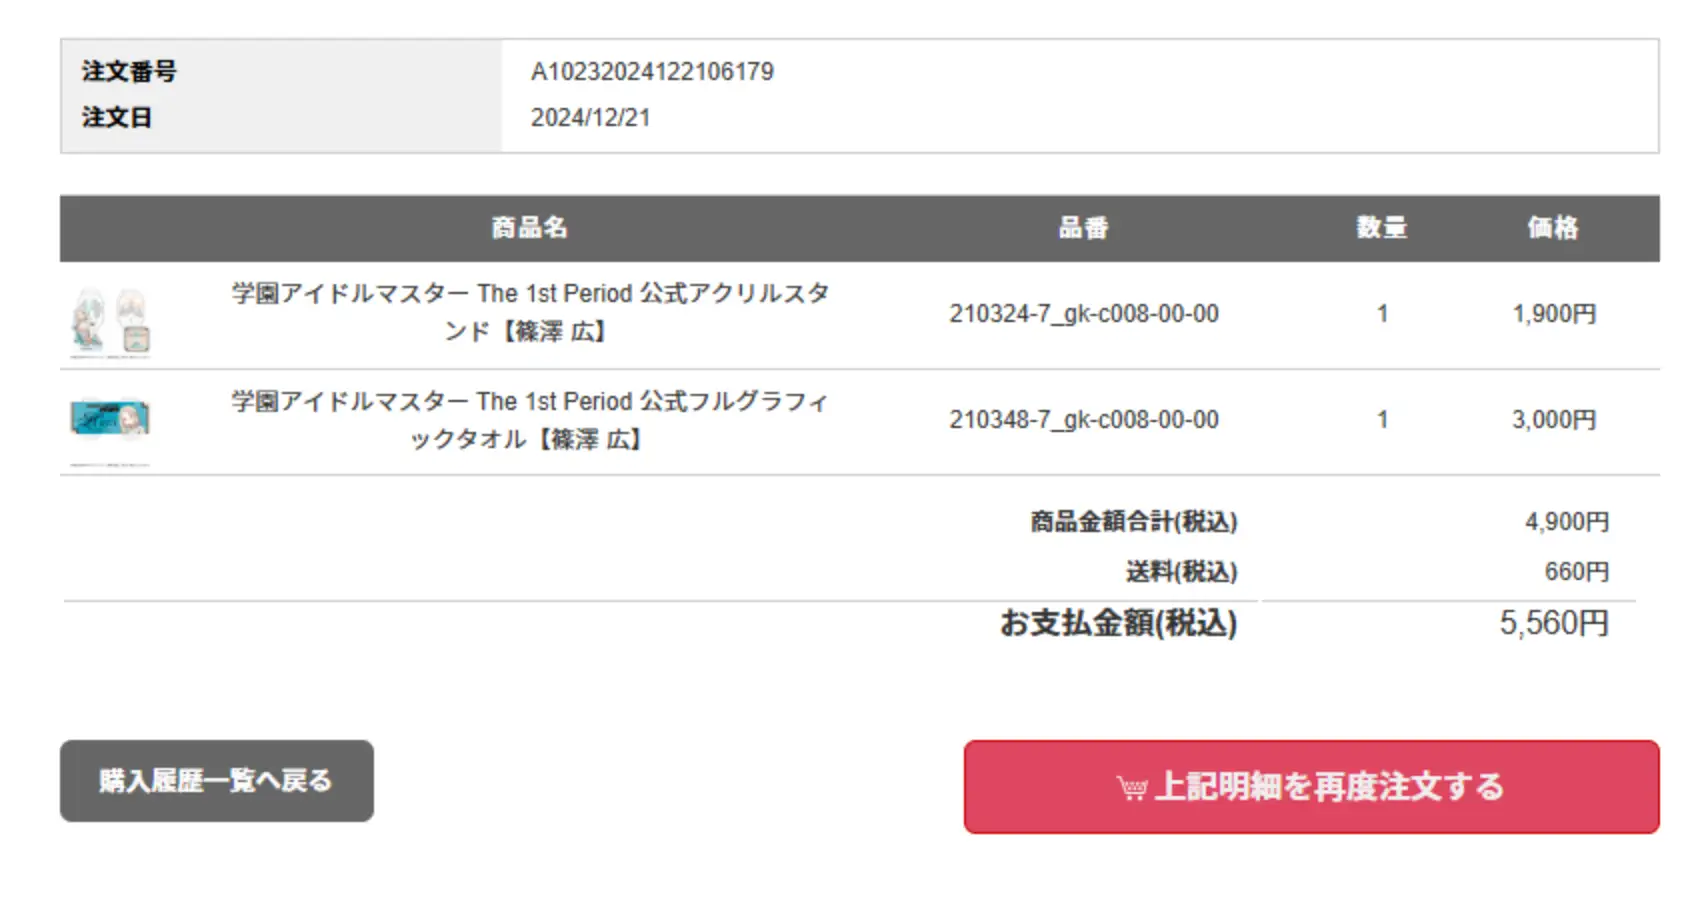 注文番号 A10232024122106179
注文日 2024/12/21
商品名 品番 数量 価格
学園アイドルマスター The 1st Period 公式アクリルスタ
ンド【篠澤 広】 210324-7_gk-c008-00-00 1 1,900円
学園アイドルマスター The 1st Period 公式フルグラフィ
ックタオル【篠澤 広】 210348-7_gk-c008-00-00 1 3,000円
商品金額合計(税込) 4,900円
送料(税込) 660円
お支払金額(税込) 5,560円
購入履歴一覧へ戻る
上記明細を再度注文する